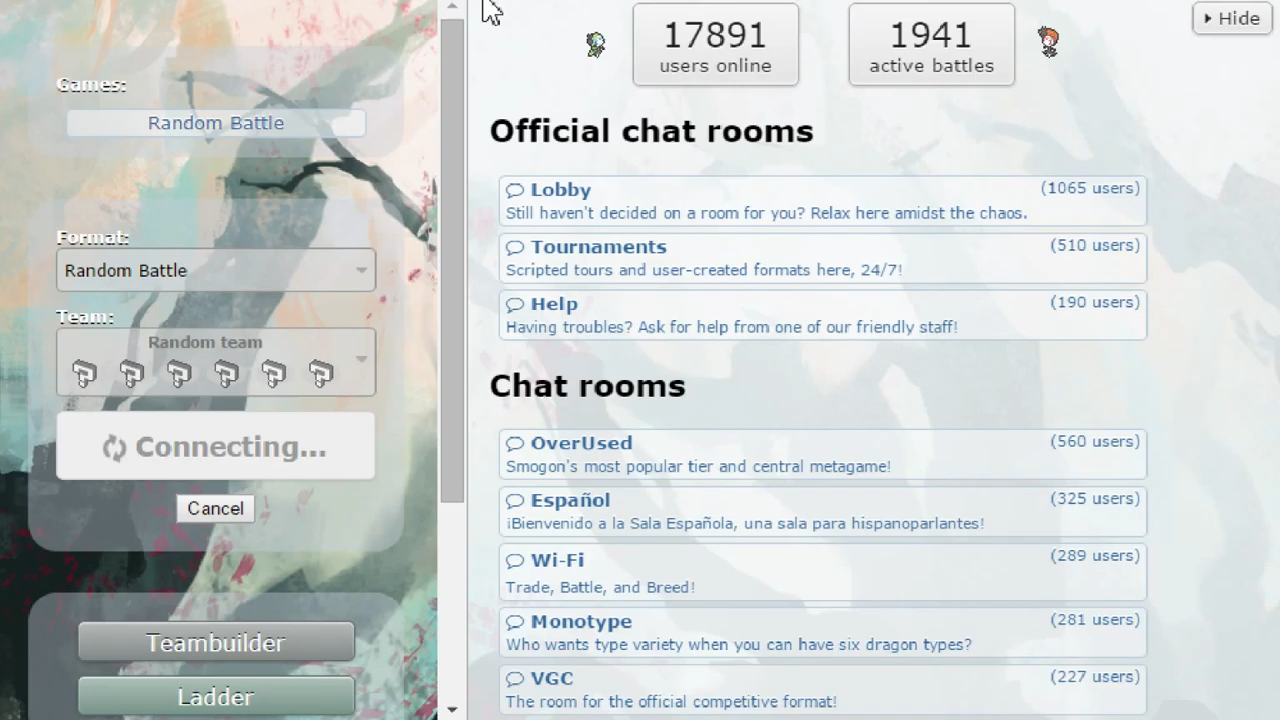 Games:
Random Battle
Format:
Random Battle
Team:
Random team
Connecting...
Cancel
Teambuilder
Ladder
17891
users online
1941
active battles
Hide
Official chat rooms
Lobby (1065 users)
Still haven't decided on a room for you? Relax here amidst the chaos.
Tournaments (510 users)
Scripted tours and user-created formats here, 24/7!
Help (190 users)
Having troubles? Ask for help from one of our friendly staff!
Chat rooms
OverUsed (560 users)
Smogon's most popular tier and central metagame!
Español (325 users)
¡Bienvenido a la Sala Española, una sala para hispanoparlantes!
Wi-Fi (289 users)
Trade, Battle, and Breed!
Monotype (281 users)
Who wants type variety when you can have six dragon types?
VGC (227 users)
The room for the official competitive format!